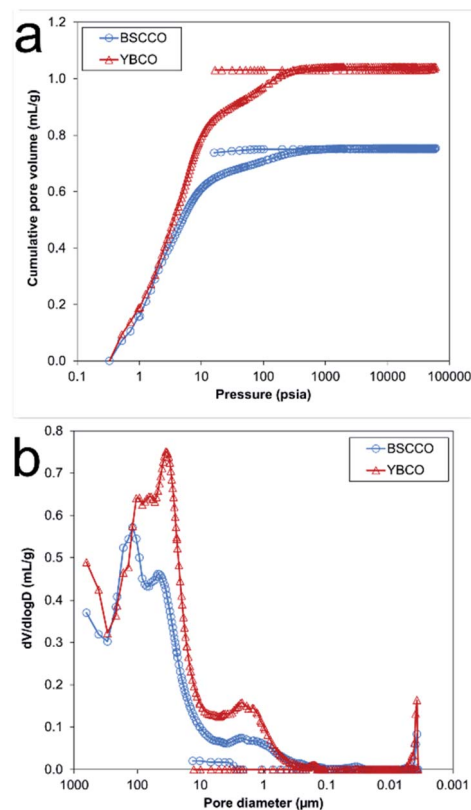 a
BSCCO
YBCO
Cumulative pore volume (mL/g)
1.2
1.0
0.8
0.6
0.4
0.2
0.0
0.1 1 10 100 1000 10000 100000
Pressure (psia)
b
BSCCO
YBCO
dV/dlogD (mL/g)
0.8
0.7
0.6
0.5
0.4
0.3
0.2
0.1
0
1000 100 10 1 0.1 0.01 0.001
Pore diameter (µm)